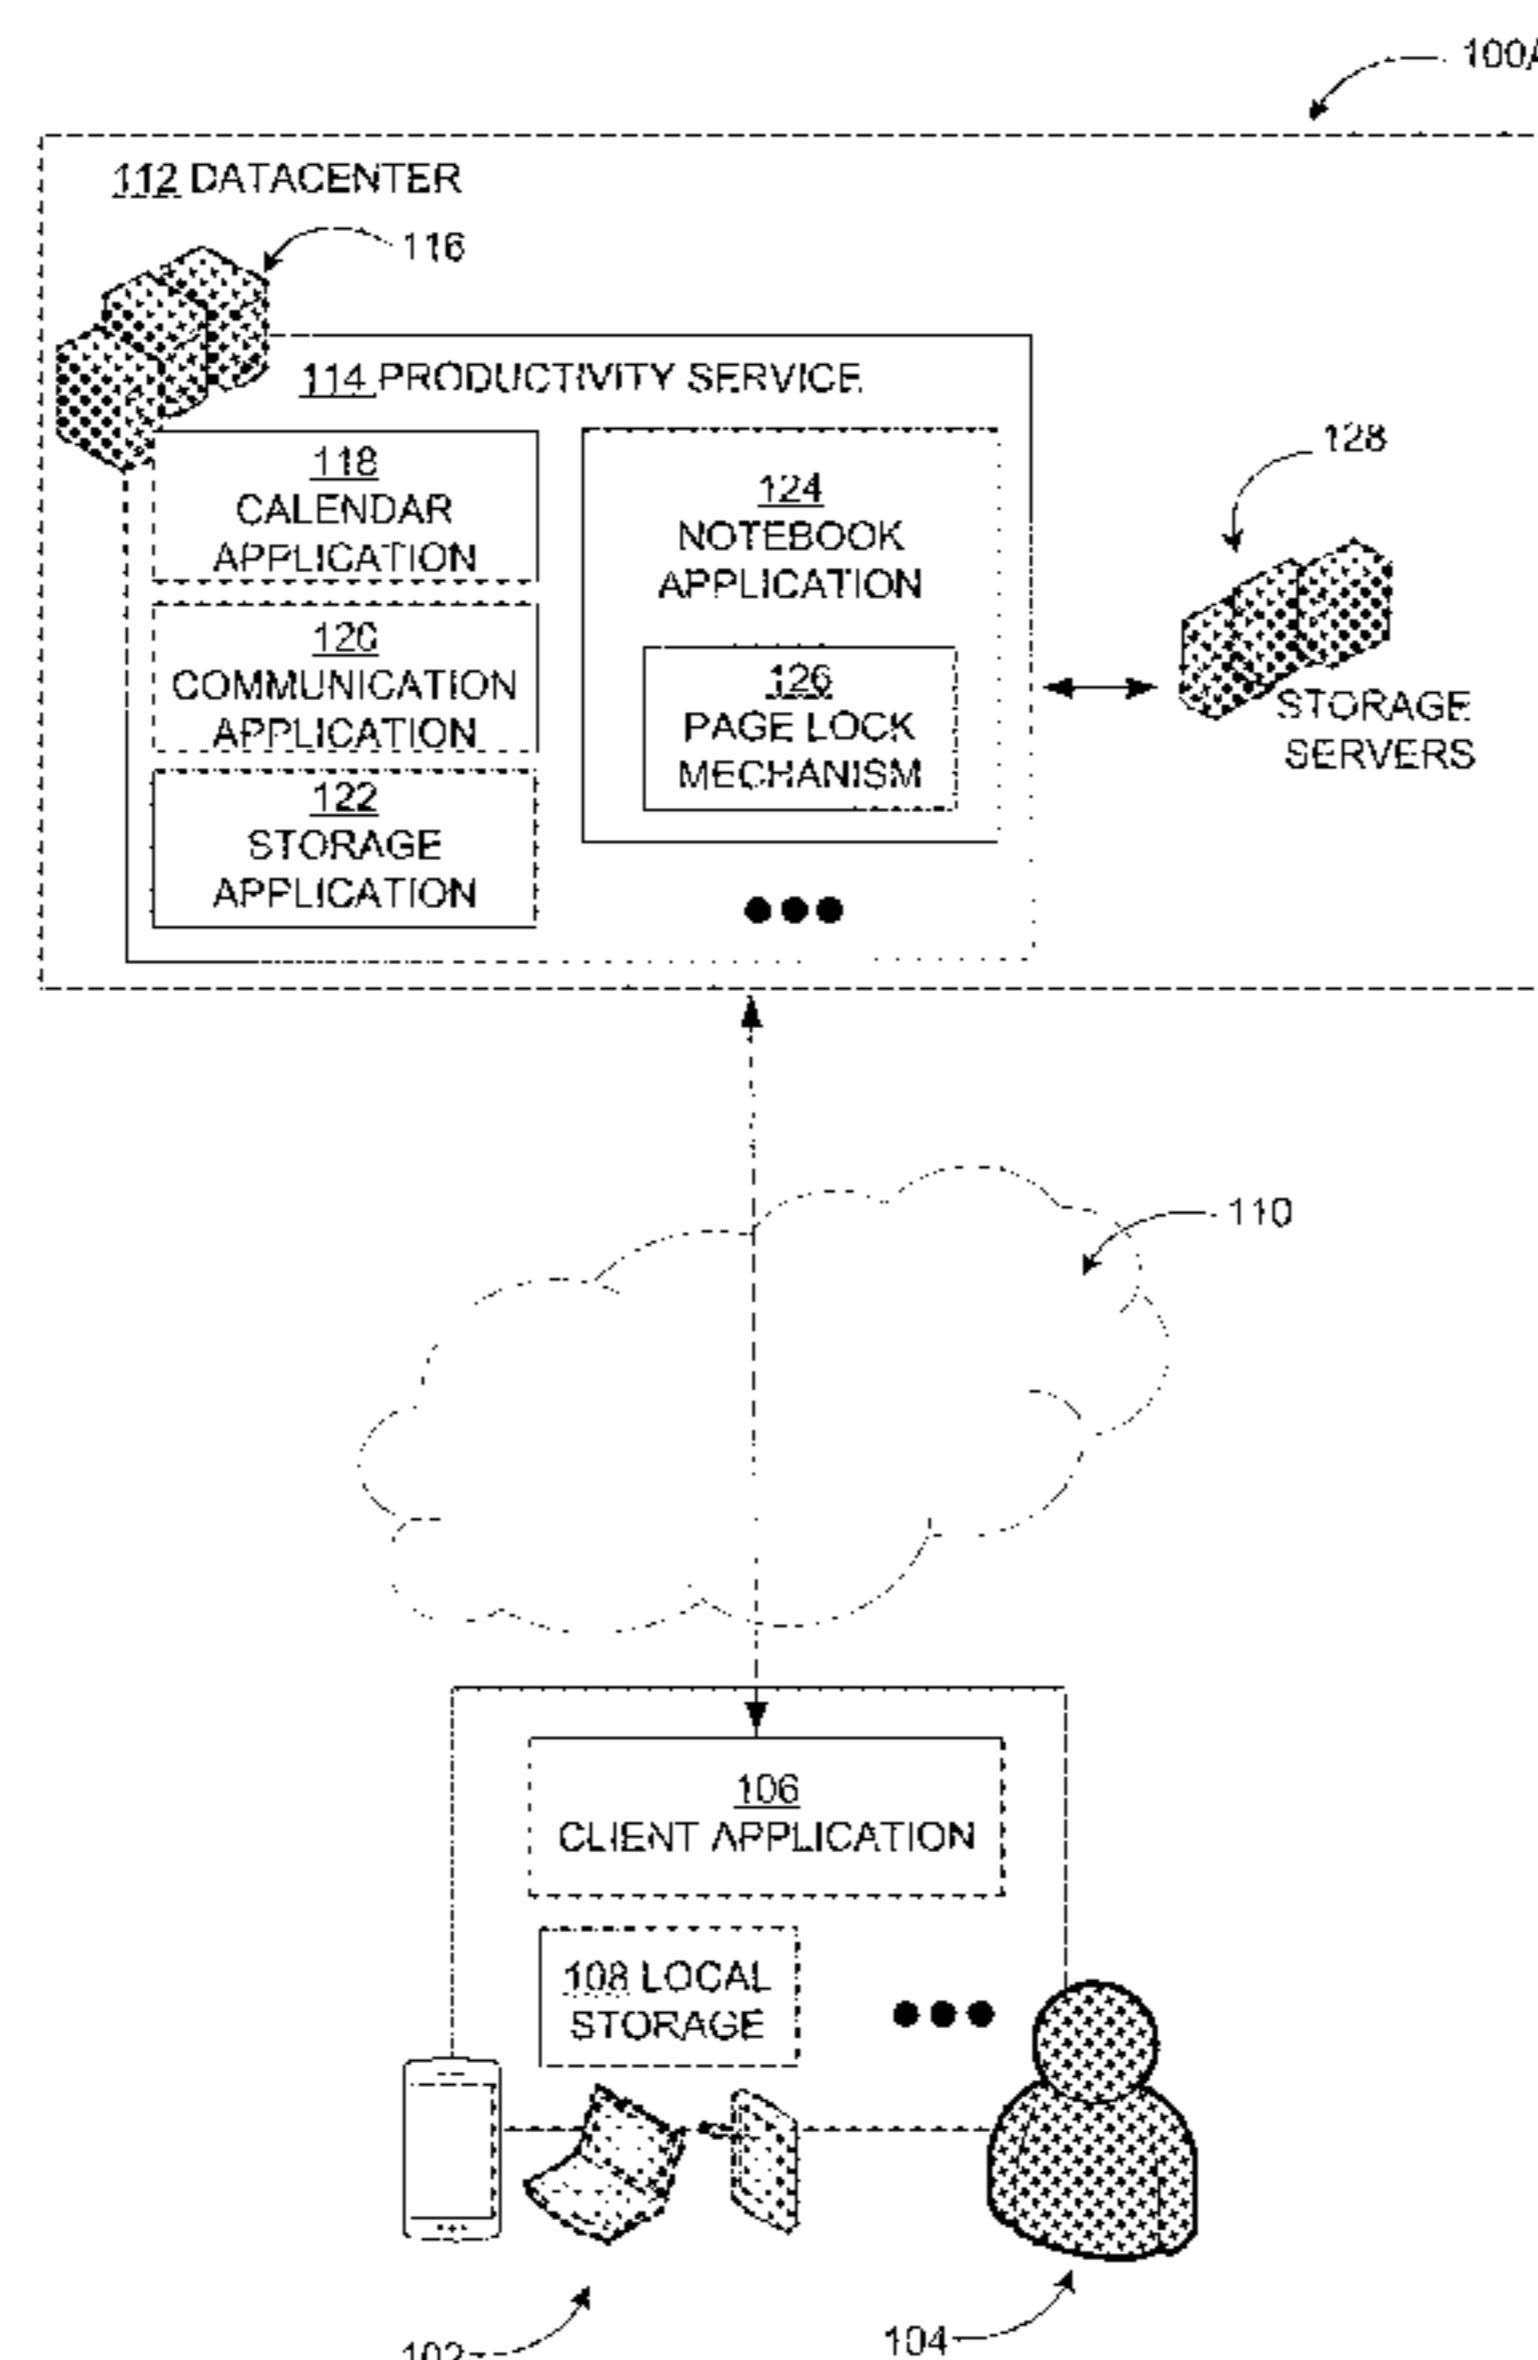 100A
112 DATACENTER
116
114 PRODUCTIVITY SERVICE
118
CALENDAR
APPLICATION
120
COMMUNICATION
APPLICATION
122
STORAGE
APPLICATION
124
NOTEBOOK
APPLICATION
126
PAGE LOCK
MECHANISM
128
STORAGE
SERVERS
110
106
CLIENT APPLICATION
108 LOCAL
STORAGE
102
104